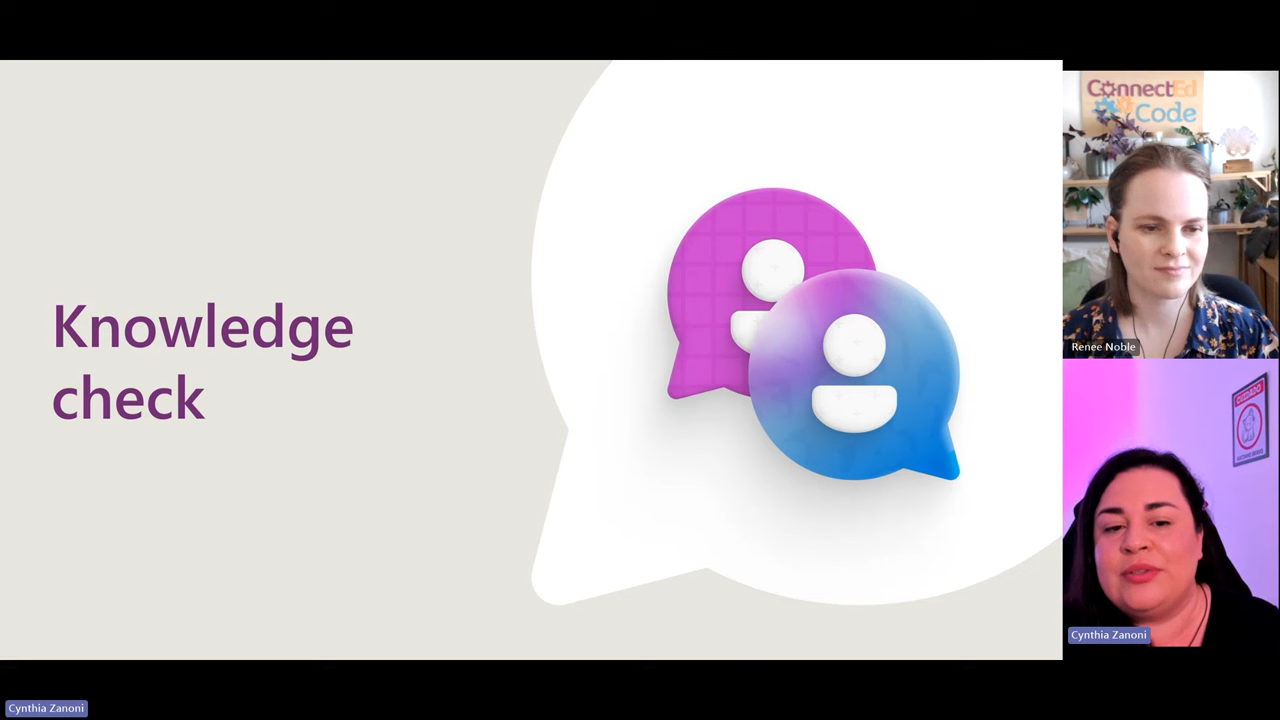 Knowledge
check
ConnectEd
Code
Renee Noble
Cynthia Zanoni
Cynthia Zanoni